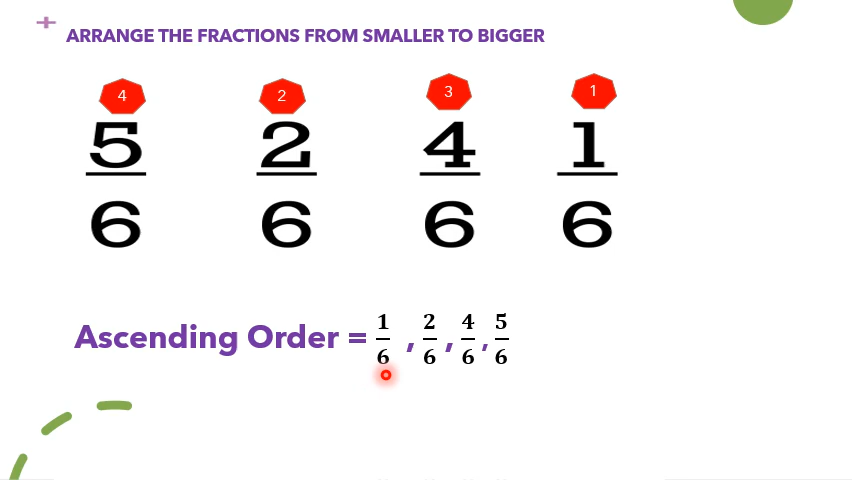 + ARRANGE THE FRACTIONS FROM SMALLER TO BIGGER
4 2 3 1
5/6 2/6 4/6 1/6
Ascending Order = 1/6 , 2/6 , 4/6 , 5/6